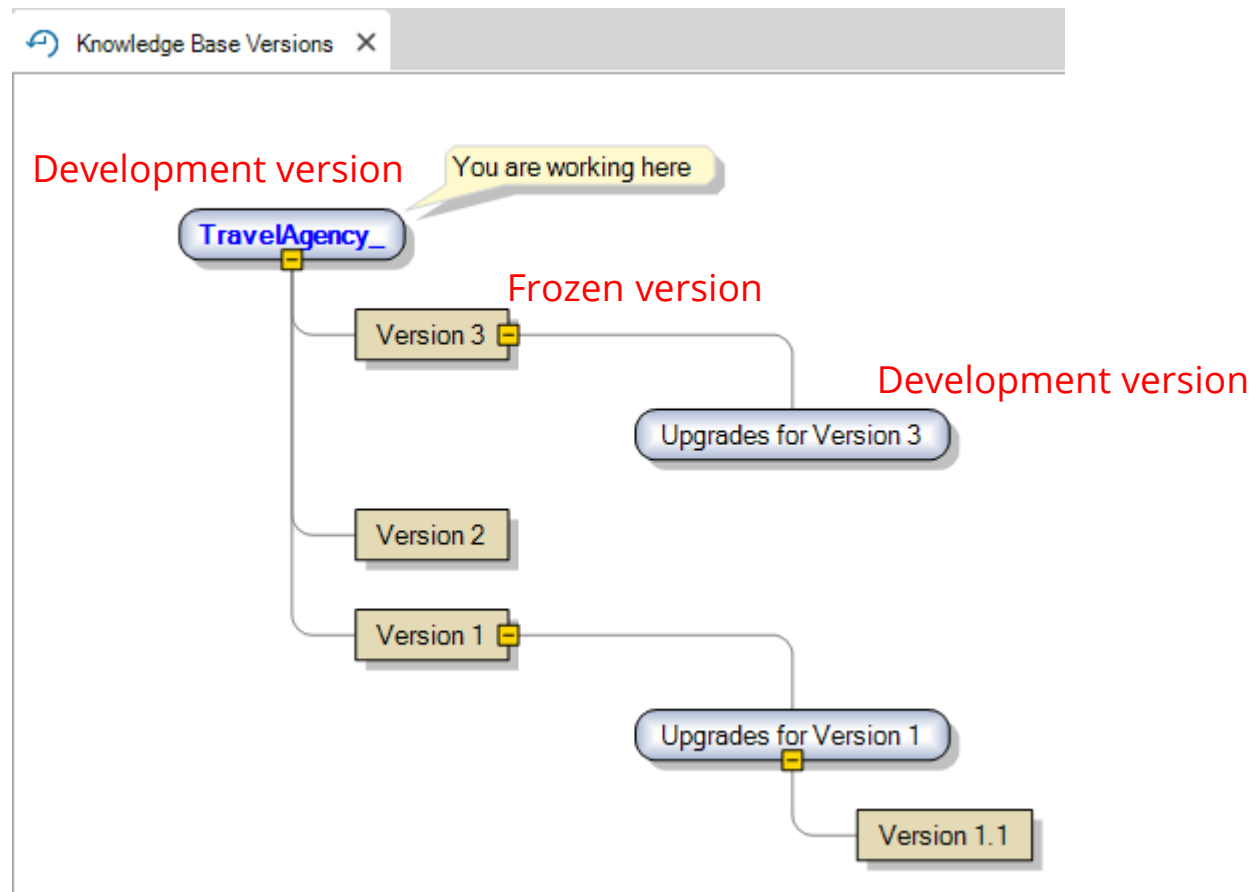 Knowledge Base Versions
Development version
You are working here
TravelAgency_
Frozen version
Version 3
Development version
Upgrades for Version 3
Version 2
Version 1
Upgrades for Version 1
Version 1.1